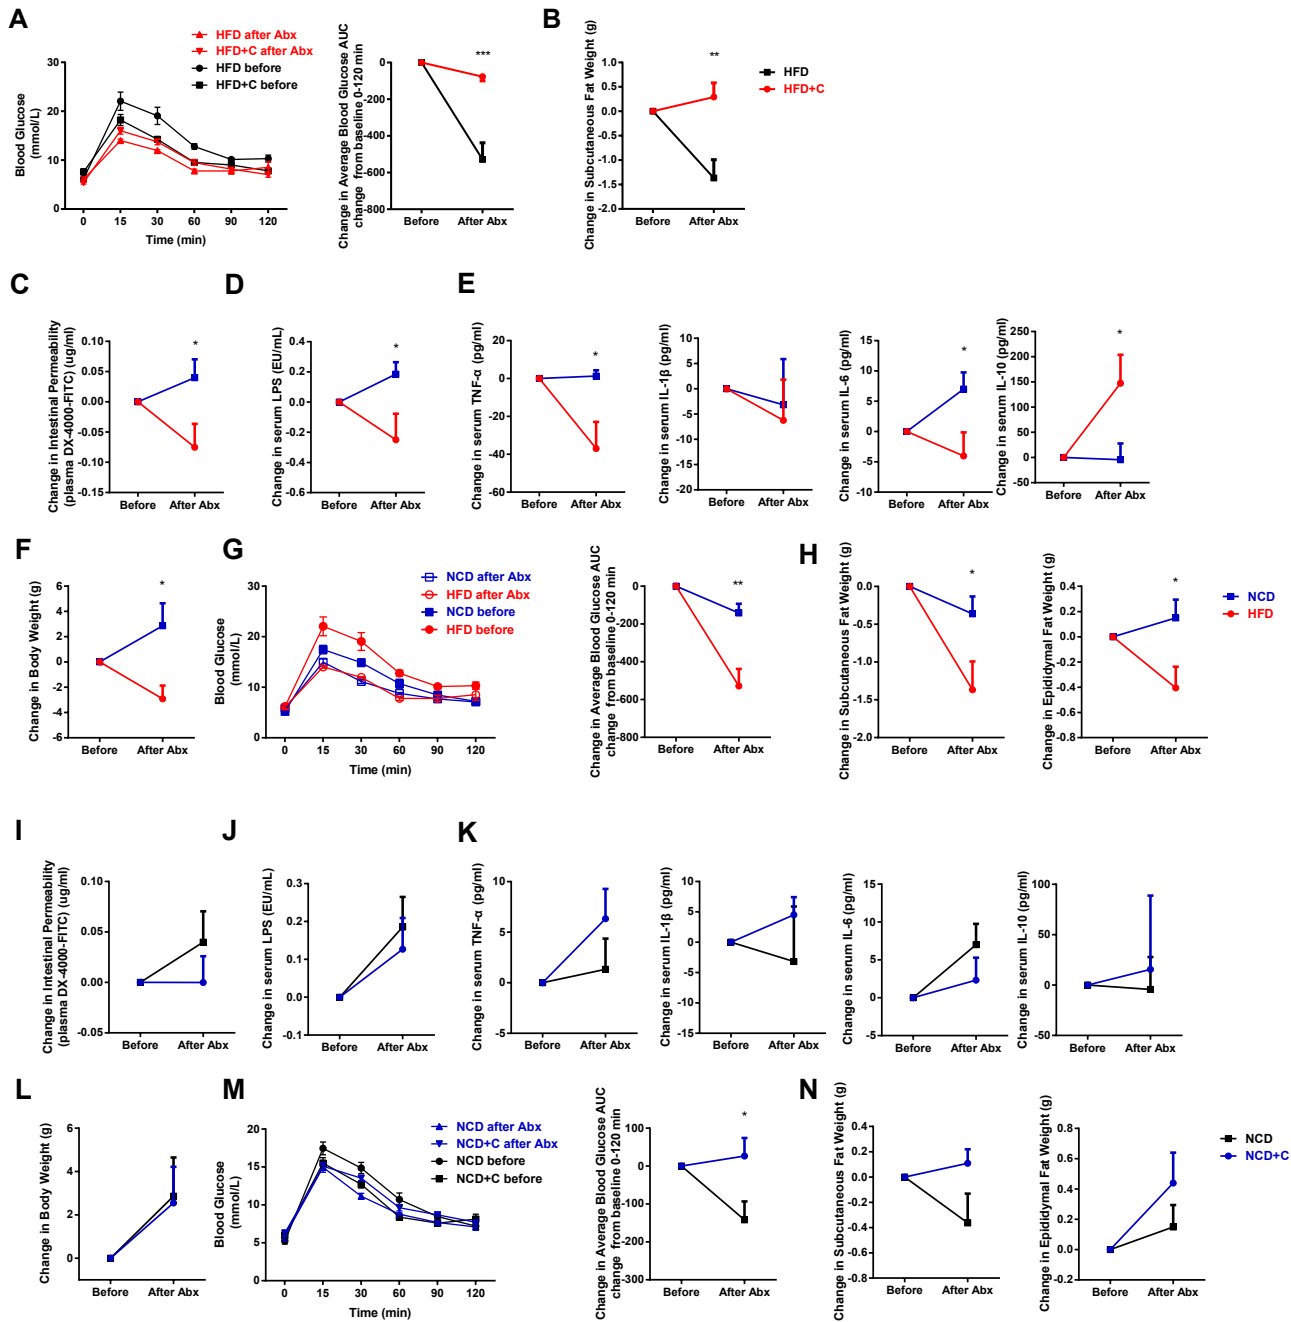 A
HFD after Abx
HFD+C after Abx
HFD before
HFD+C before
Blood Glucose
(mmol/L)
30
20
10
0
0 15 30 60 90 120
Time (min)
Change in Average Blood Glucose AUC
change from baseline 0-120 min
0
-200
-400
-600
-800
***
Before After Abx
B
Change in Subcutaneous Fat Weight (g)
1.0
0.5
0.0
-0.5
-1.0
-1.5
-2.0
**
Before After Abx
HFD
HFD+C
C
Change in Intestinal Permeability
(plasma DX-4000-FITC) (ug/ml)
0.10
0.05
0.00
-0.05
-0.10
-0.15
*
Before After Abx
D
Change in serum LPS (EU/mL)
0.4
0.2
0.0
-0.2
-0.4
-0.6
*
Before After Abx
E
Change in serum TNF-α (pg/ml)
20
0
-20
-40
-60
*
Before After Abx
Change in serum IL-1β (pg/ml)
10
5
0
-5
-10
-15
-20
Before After Abx
Change in serum IL-6 (pg/ml)
15
10
5
0
-5
-10
*
Before After Abx
Change in serum IL-10 (pg/ml)
250
200
150
100
50
0
-50
*
Before After Abx
F
Change in Body Weight (g)
6
4
2
0
-2
-4
-6
*
Before After Abx
G
NCD after Abx
HFD after Abx
NCD before
HFD before
Blood Glucose
(mmol/L)
30
20
10
0
0 15 30 60 90 120
Time (min)
Change in Average Blood Glucose AUC
change from baseline 0-120 min
0
-200
-400
-600
-800
**
Before After Abx
H
Change in Subcutaneous Fat Weight (g)
0.0
-0.5
-1.0
-1.5
-2.0
*
Before After Abx
Change in Epididymal Fat Weight (g)
0.4
0.2
0.0
-0.2
-0.4
-0.6
-0.8
*
Before After Abx
NCD
HFD
I
Change in Intestinal Permeability
(plasma DX-4000-FITC) (ug/ml)
0.10
0.05
0.00
-0.05
Before After Abx
J
Change in serum LPS (EU/mL)
0.3
0.2
0.1
0.0
-0.1
Before After Abx
K
Change in serum TNF-α (pg/ml)
10
5
0
-5
Before After Abx
Change in serum IL-1β (pg/ml)
10
5
0
-5
-10
-15
Before After Abx
Change in serum IL-6 (pg/ml)
15
10
5
0
5
Before After Abx
Change in serum IL-10 (pg/ml)
100
50
0
-50
Before After Abx
L
Change in Body Weight (g)
6
4
2
0
Before After Abx
M
NCD after Abx
NCD+C after Abx
NCD before
NCD+C before
Blood Glucose
(mmol/L)
20
15
10
5
0
0 15 30 60 90 120
Time (min)
Change in Average Blood Glucose AUC
change from baseline 0-120 min
100
0
-100
-200
-300
*
Before After Abx
N
Change in Subcutaneous Fat Weight (g)
0.4
0.2
0.0
-0.2
-0.4
-0.6
-0.8
Before After Abx
Change in Epididymal Fat Weight (g)
0.8
0.6
0.4
0.2
0.0
0.2
Before After Abx
NCD
NCD+C